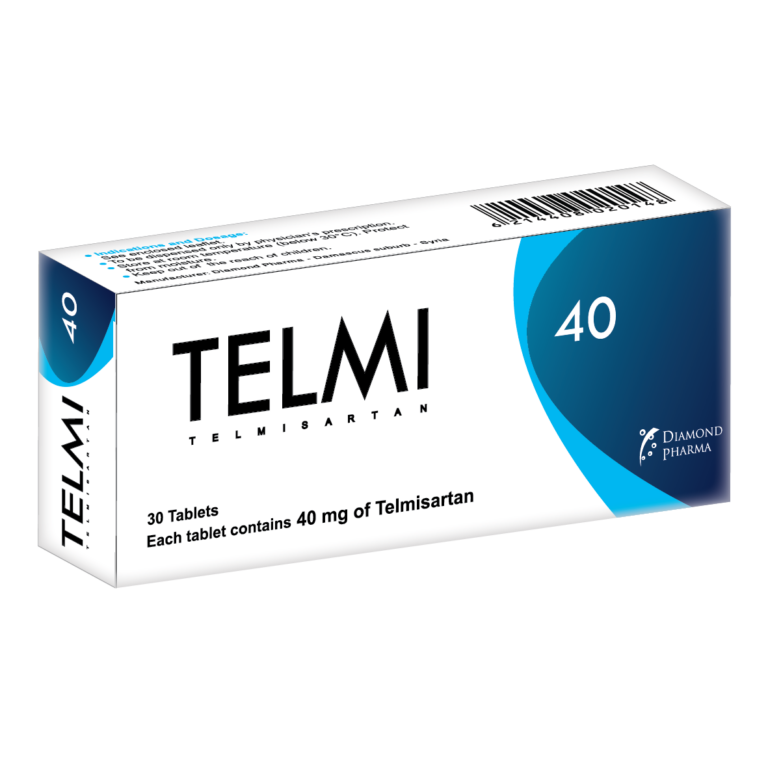 • Indications and Dosage:
See enclosed leaflet
• To be dispensed only by physician's prescription.
• Store at room temperature (below 30°C). Protect
from moisture.
• Keep out of the reach of children.
Manufacturer: Diamond Pharma - Damascus suburb - Syria
6214408020148
40
TELMI
TELMISARTAN
TELMI
TELMISARTAN
30 Tablets
Each tablet contains 40 mg of Telmisartan
40
DIAMOND
PHARMA